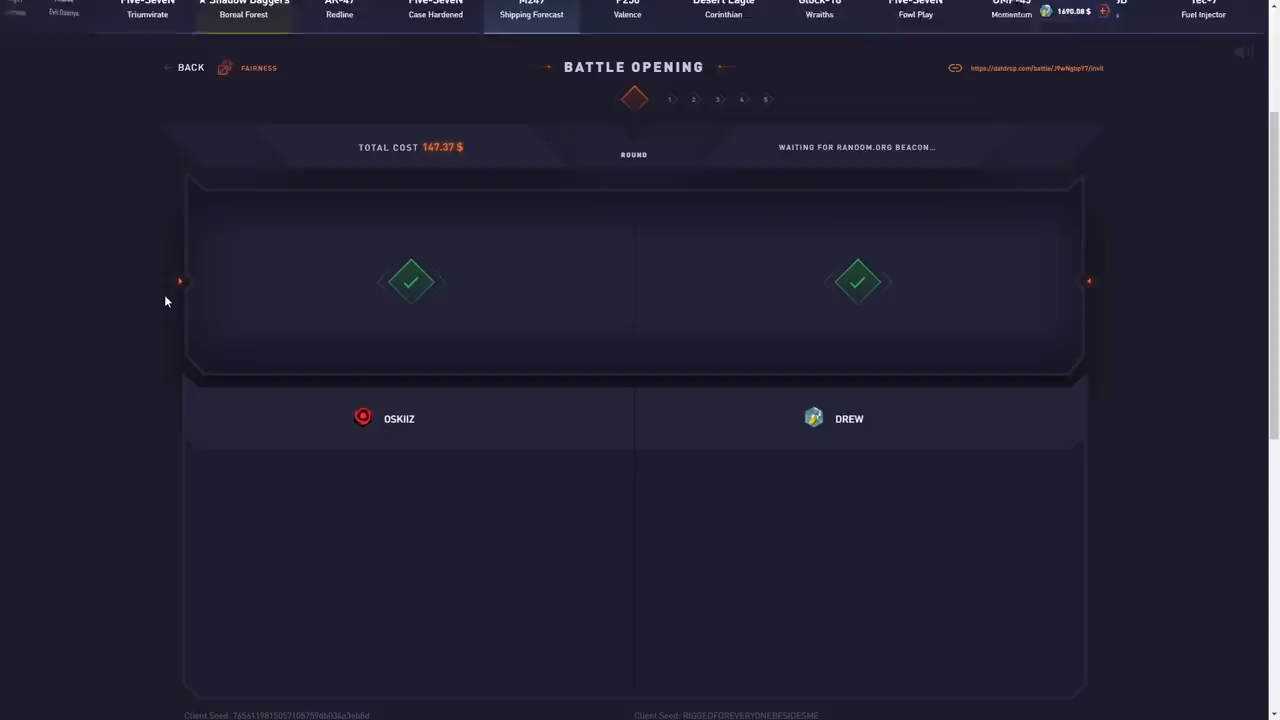 Five-SeveN ★ Shadow Daggers AK-47 Five-SeveN M249 P250 Desert Eagle Glock-18 Five-SeveN UMP-45 Tec-9
Triumvirate Boreal Forest Redline Case Hardened Shipping Forecast Valence Corinthian Wraiths Fowl Play Momentum 1690.08 $ Fuel Injector
← BACK FAIRNESS BATTLE OPENING
1 2 3 4 5
TOTAL COST 147.37 $ ROUND WAITING FOR RANDOM.ORG BEACON...
OSKIIZ DREW
Client Seed: Client Seed: RIGGEDFOREVERYONEBESIDESME